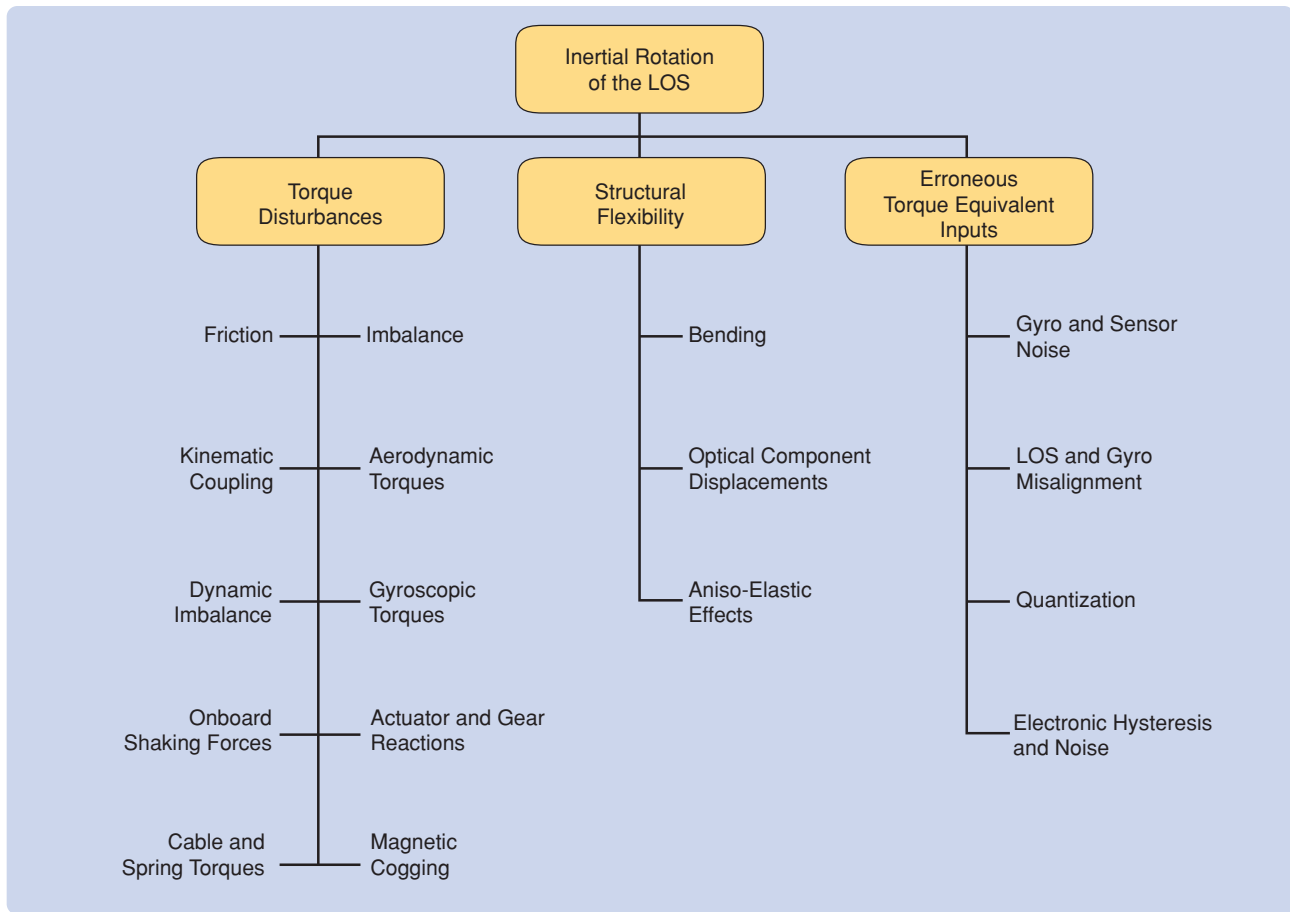 Inertial Rotation
of the LOS
Torque
Disturbances
Structural
Flexibility
Erroneous
Torque Equivalent
Inputs
Friction
Imbalance
Kinematic
Coupling
Aerodynamic
Torques
Dynamic
Imbalance
Gyroscopic
Torques
Onboard
Shaking Forces
Actuator and Gear
Reactions
Cable and
Spring Torques
Magnetic
Cogging
Bending
Optical Component
Displacements
Aniso-Elastic
Effects
Gyro and Sensor
Noise
LOS and Gyro
Misalignment
Quantization
Electronic Hysteresis
and Noise